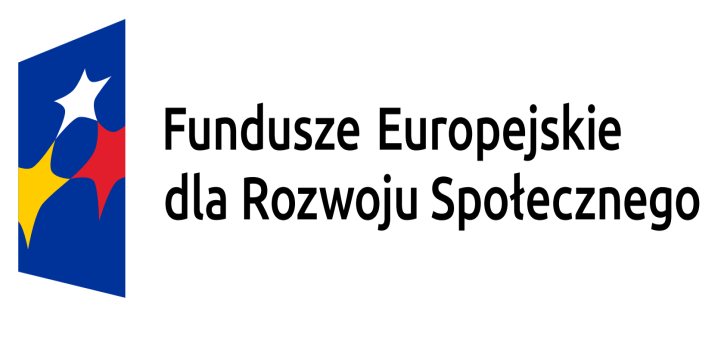 Fundusze Europejskie
dla Rozwoju Społecznego